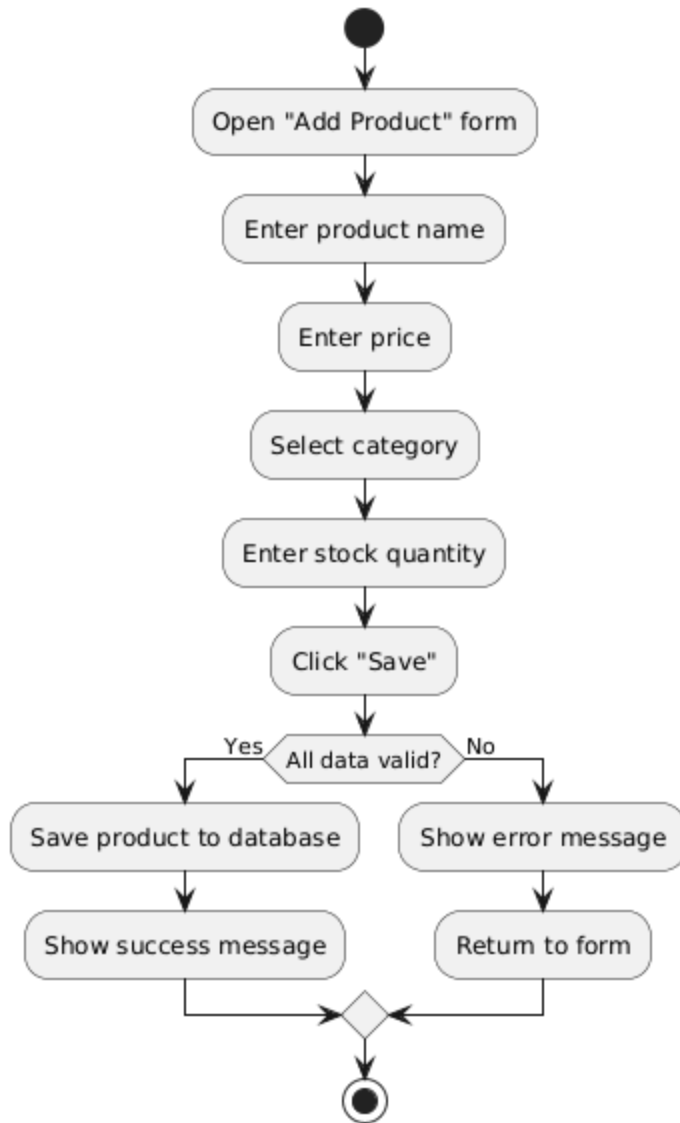 Open "Add Product" form
Enter product name
Enter price
Select category
Enter stock quantity
Click "Save"
Yes
All data valid?
No
Save product to database
Show error message
Show success message
Return to form